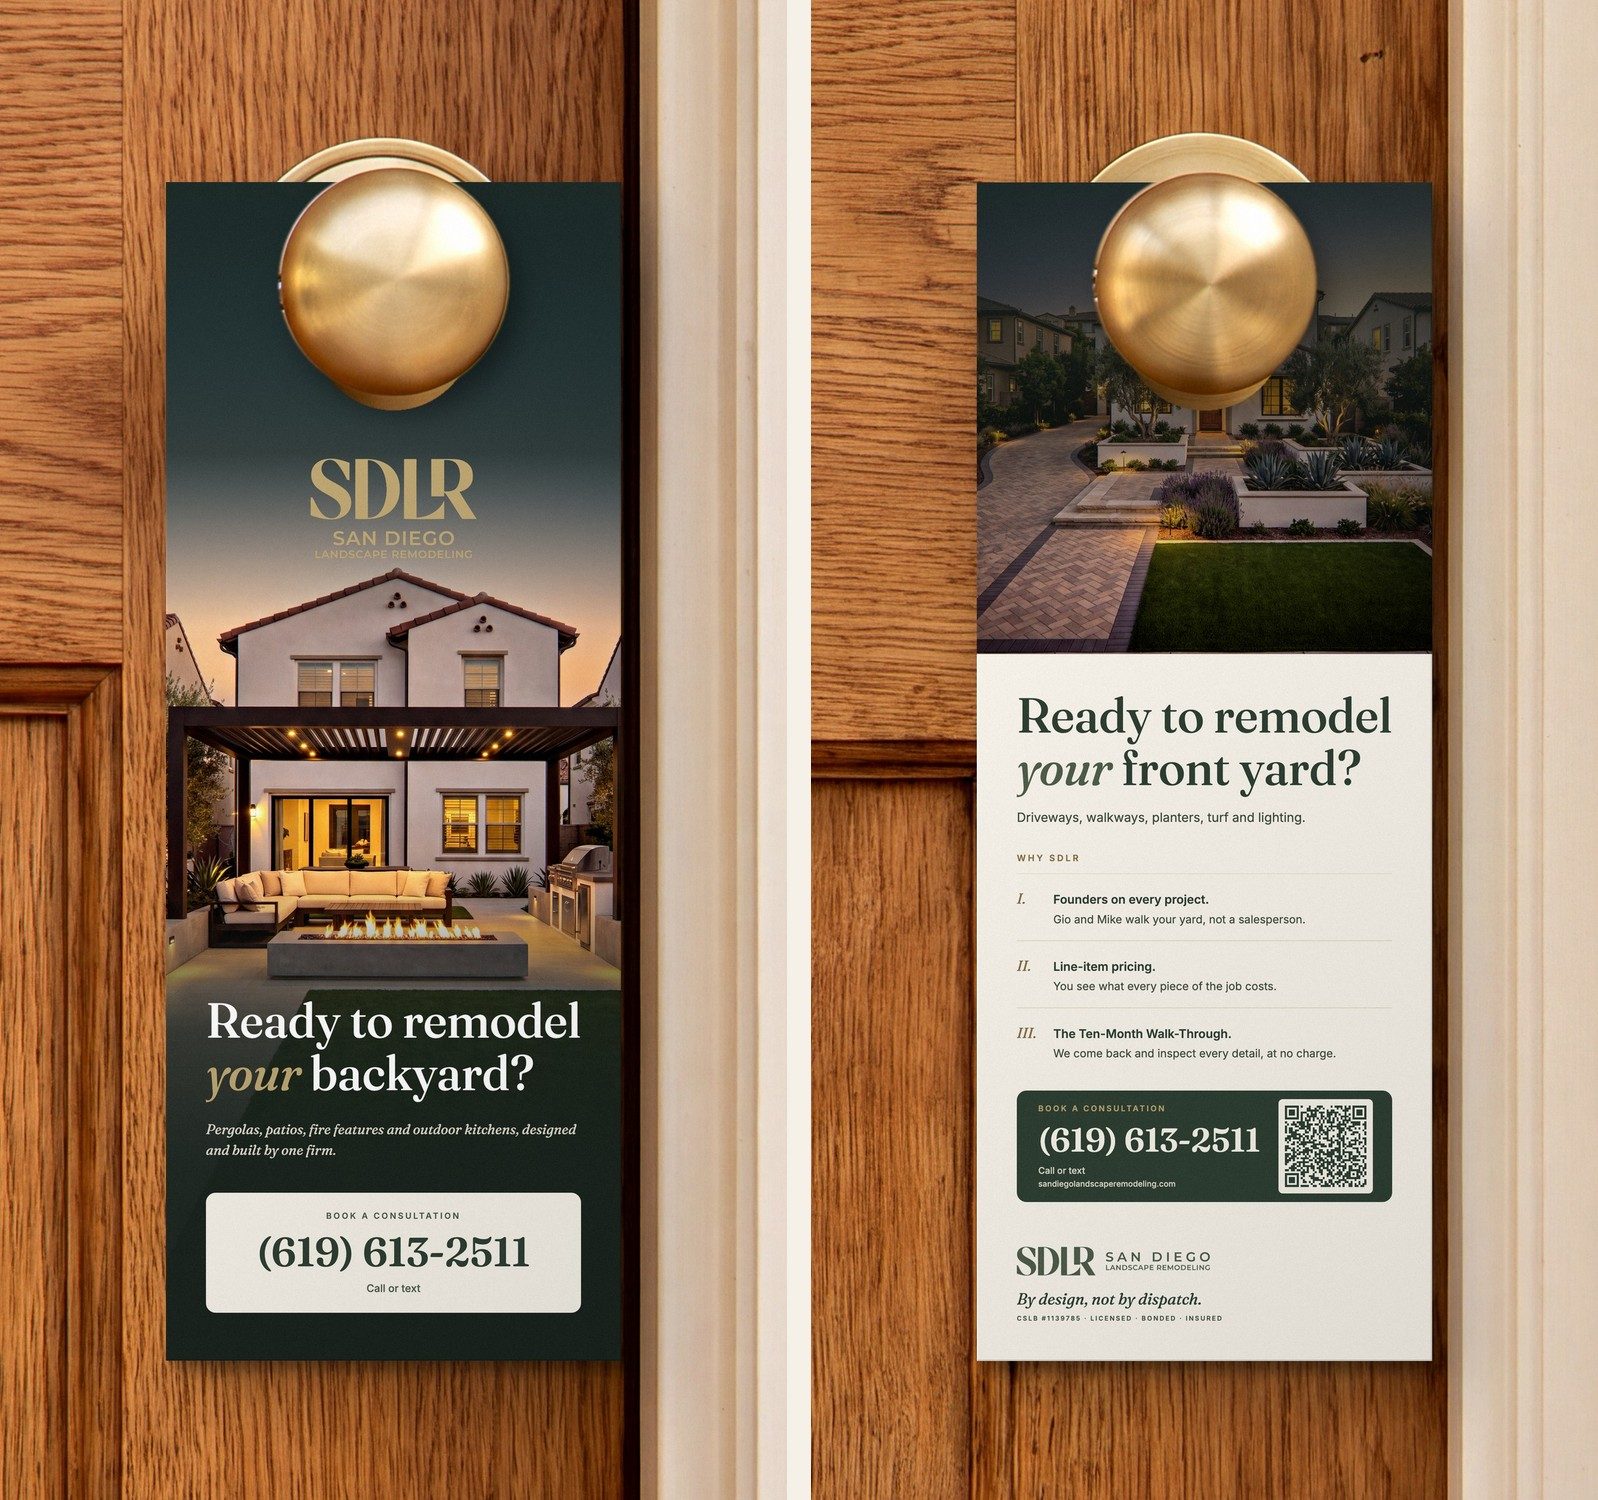 SDLR
SAN DIEGO
LANDSCAPE REMODELING
Ready to remodel
your backyard?
Pergolas, patios, fire features and outdoor kitchens, designed
and built by one firm.
BOOK A CONSULTATION
(619) 613-2511
Call or text
Ready to remodel
your front yard?
Driveways, walkways, planters, turf and lighting.
WHY SDLR
I. Founders on every project.
Gio and Mike walk your yard, not a salesperson.
II. Line-item pricing.
You see what every piece of the job costs.
III. The Ten-Month Walk-Through.
We come back and inspect every detail, at no charge.
BOOK A CONSULTATION
(619) 613-2511
Call or text
sandiegolandscaperemodeling.com
SDLR SAN DIEGO
LANDSCAPE REMODELING
By design, not by dispatch.
CSLB #1139785 · LICENSED · BONDED · INSURED